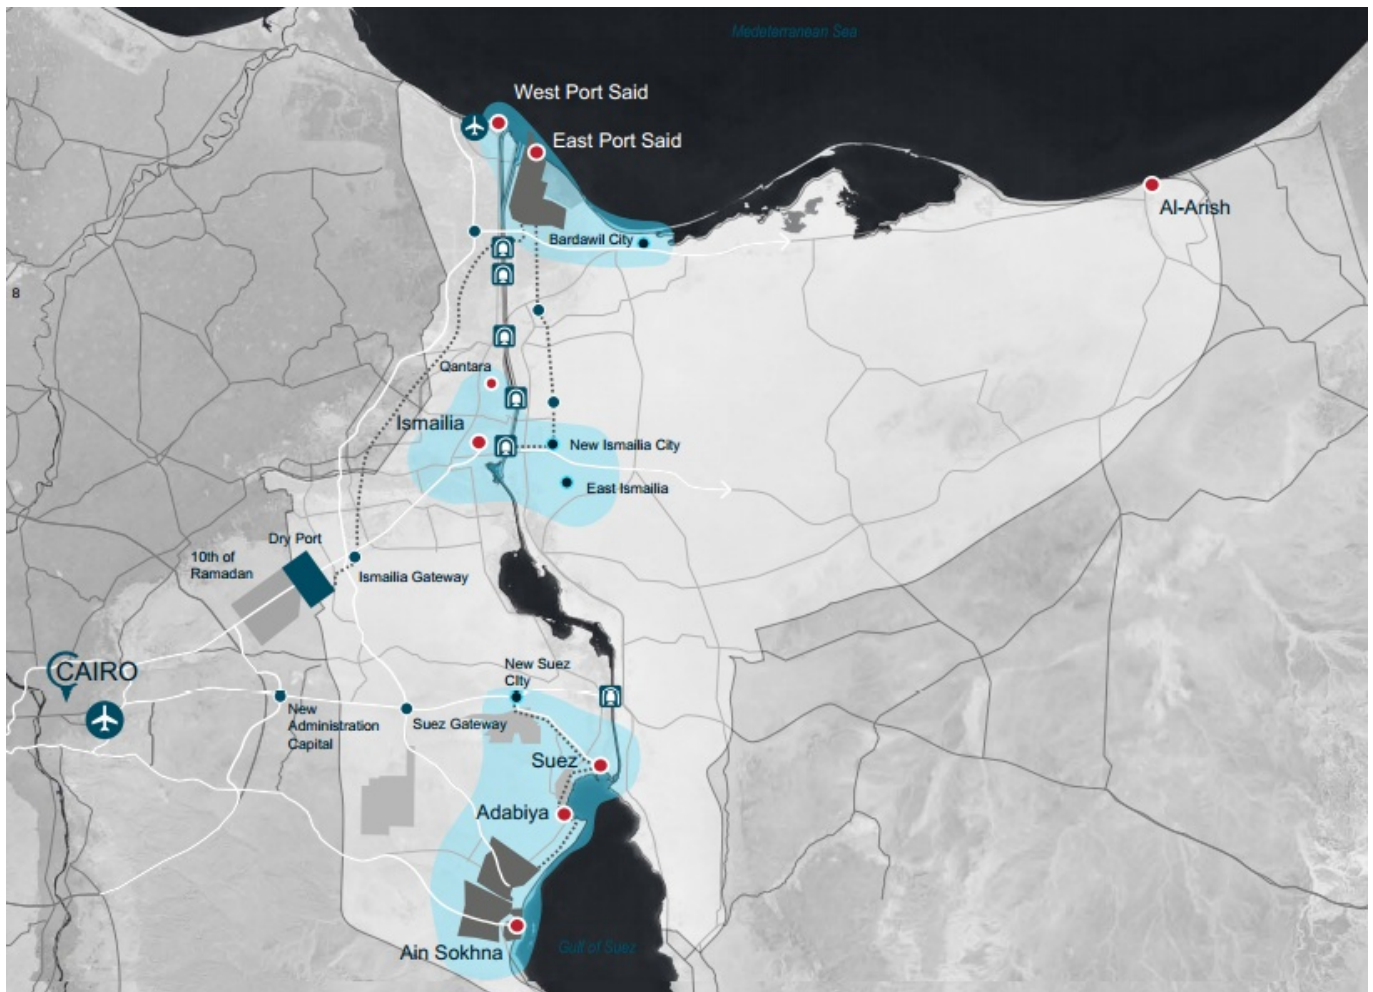 Medeterranean Sea
West Port Said
East Port Said
Al-Arish
Bardawil City
8
Qantara
Ismailia
New Ismailia City
East Ismailia
Dry Port
10th of
Ramadan
Ismailia Gateway
CAIRO
New Suez
City
New
Administration
Capital
Suez Gateway
Suez
Adabiya
Ain Sokhna
Gulf of Suez